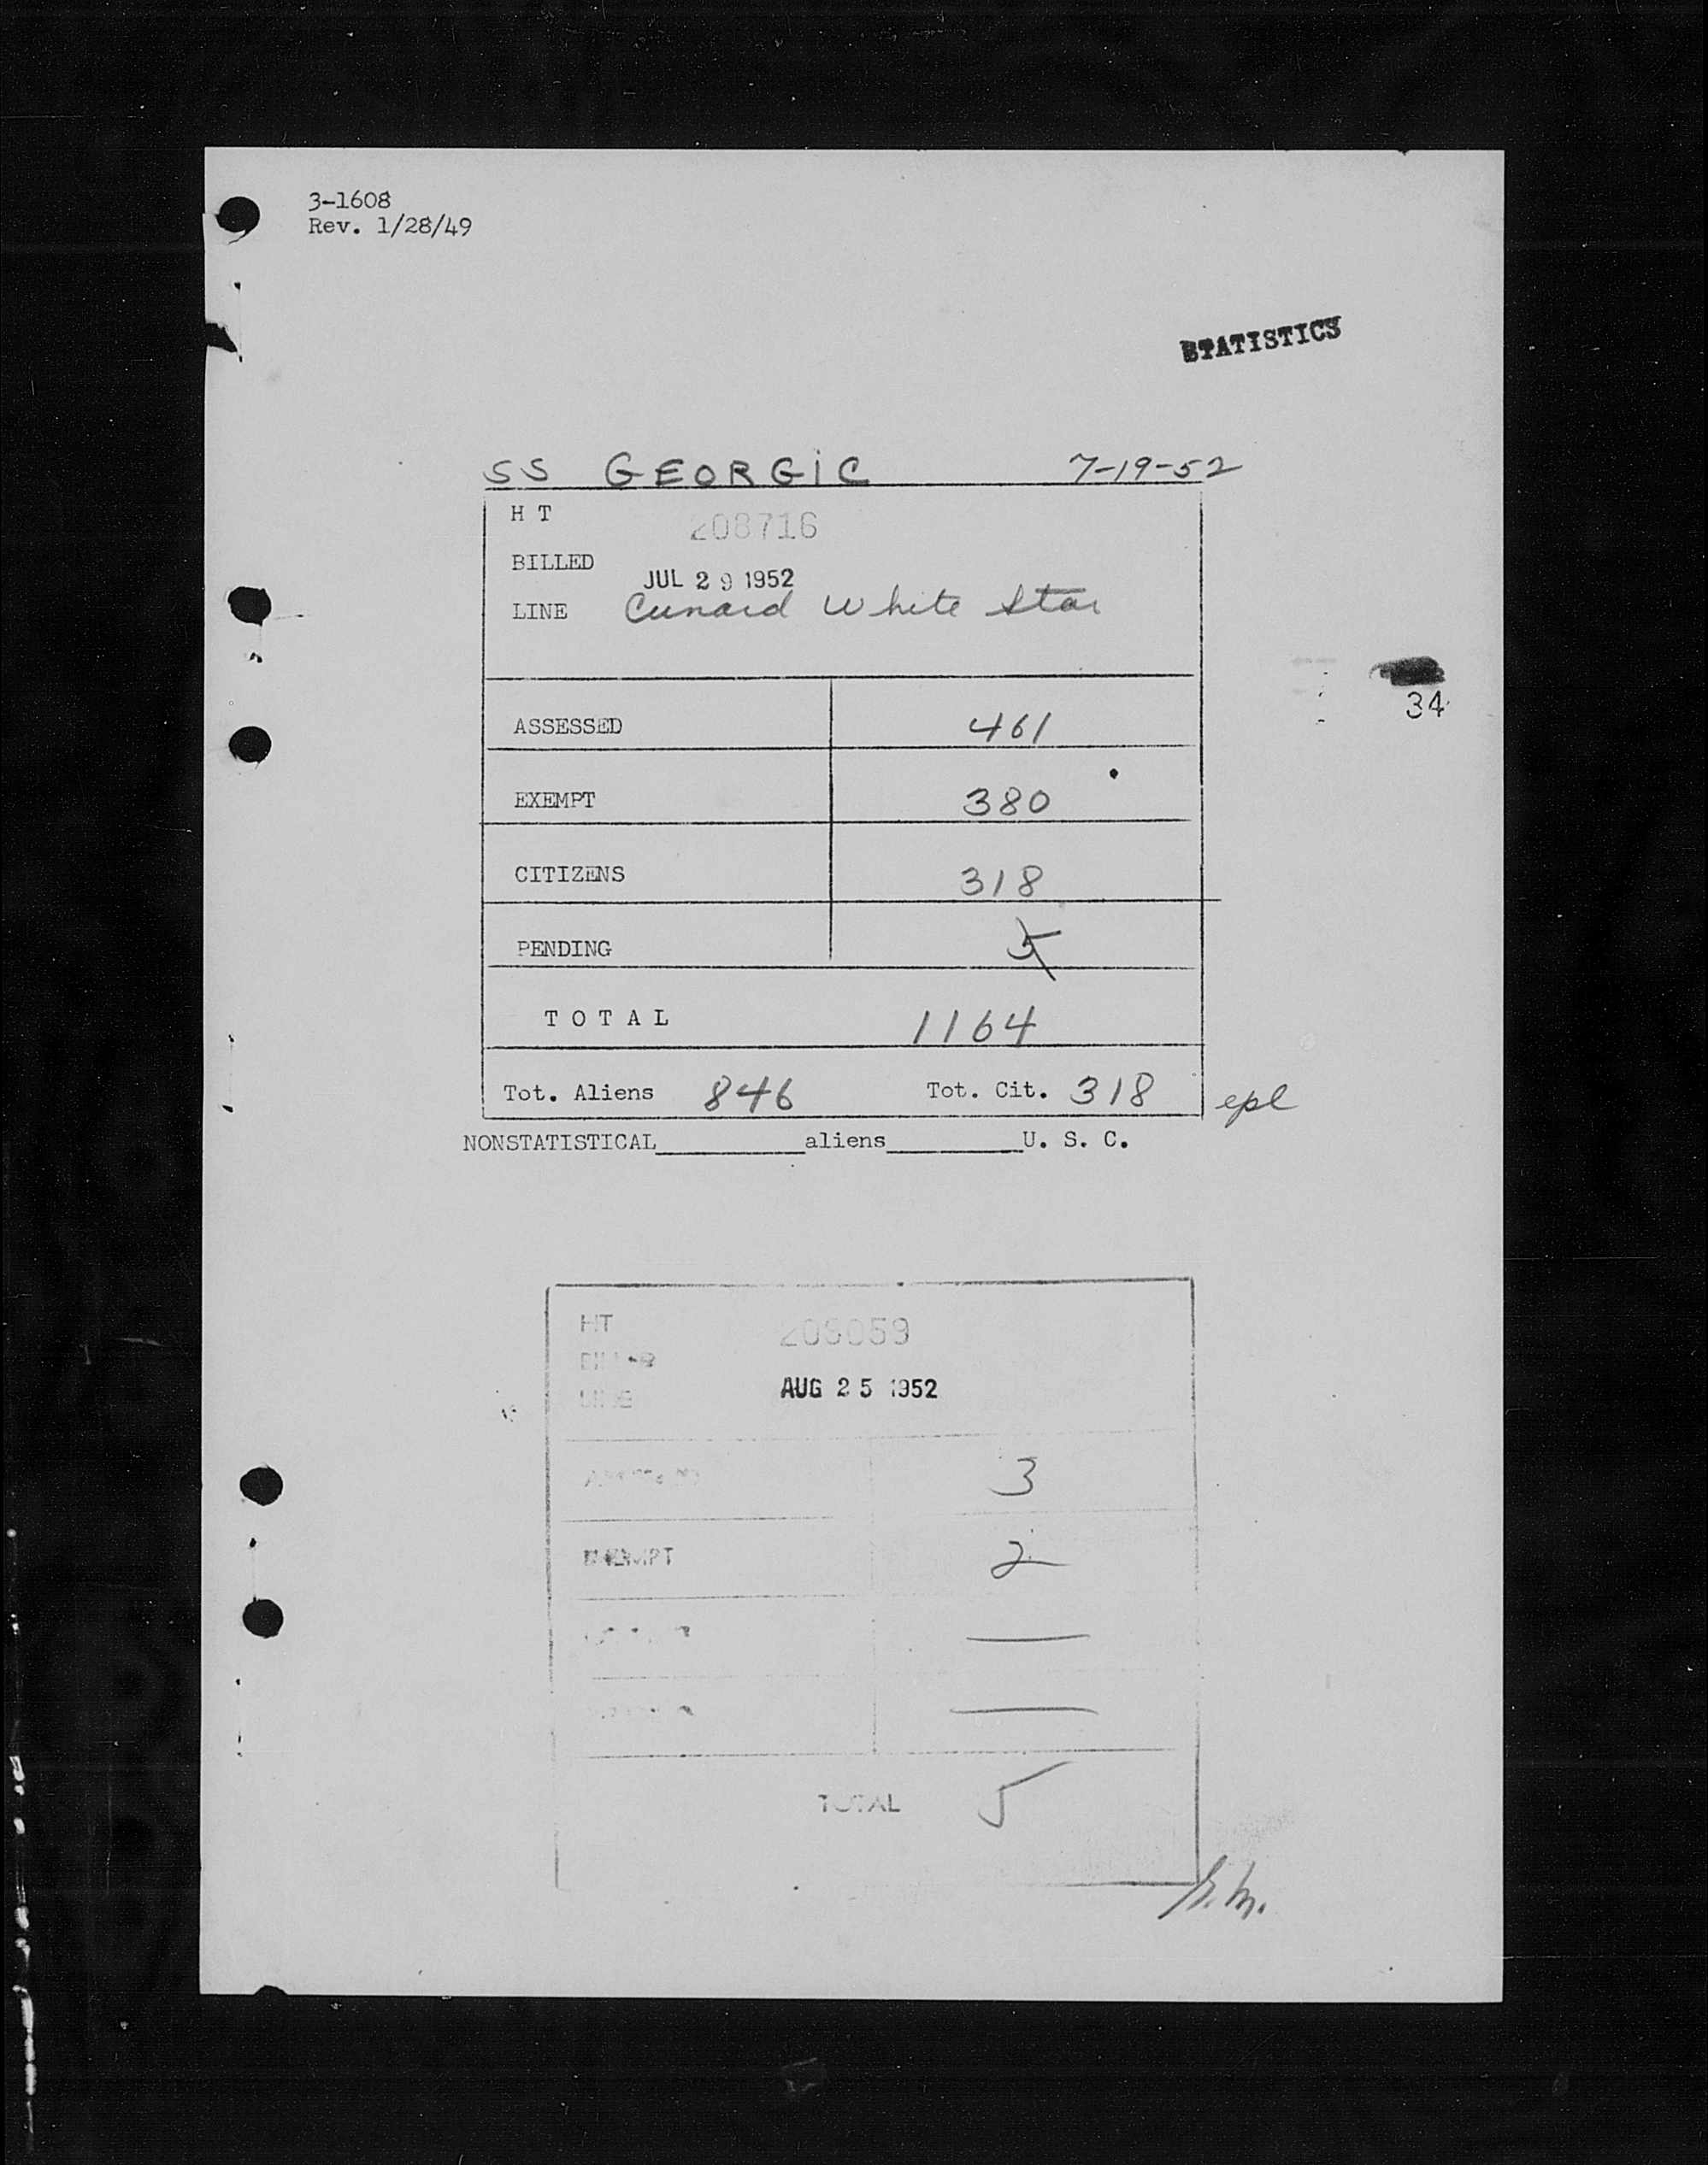 3-1608
Rev. 1/28/49
STATISTICS
SS GEORGIC 7-19-52
H T 208716
BILLED
JUL 29 1952
LINE Cunard White Star
34
ASSESSED 461
EXEMPT 380
CITIZENS 318
PENDING 5
T O T A L 1164
Tot. Aliens 846 Tot. Cit. 318 epl
NONSTATISTICAL aliens U. S. C.
HT
AUG 25 1952
3
EXEMPT 2
TOTAL 5